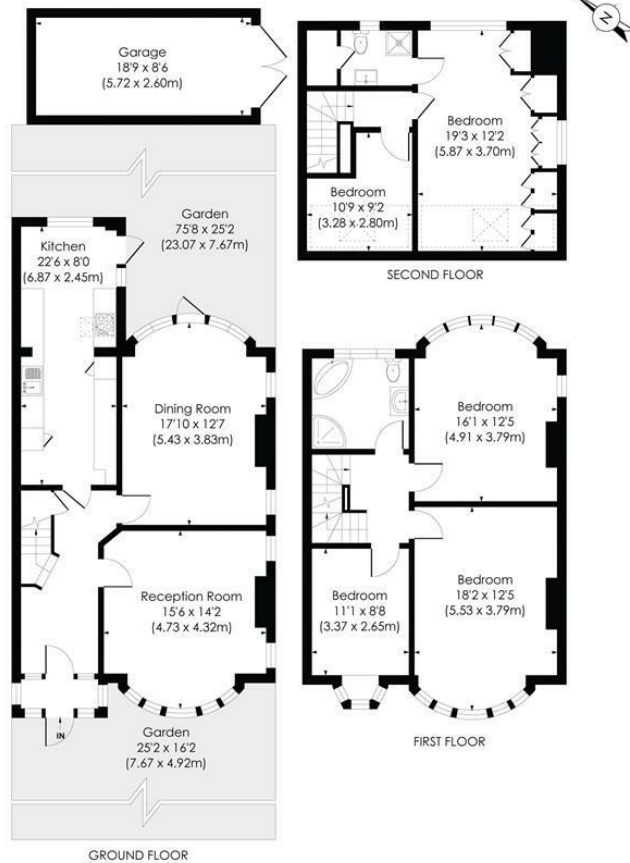 Garage
18'9 x 8'6
(5.72 x 2.60m)
Garden
75'8 x 25'2
(23.07 x 7.67m)
Kitchen
22'6 x 8'0
(6.87 x 2.45m)
Dining Room
17'10 x 12'7
(5.43 x 3.83m)
Reception Room
15'6 x 14'2
(4.73 x 4.32m)
IN
Garden
25'2 x 16'2
(7.67 x 4.92m)
GROUND FLOOR
N
Bedroom
19'3 x 12'2
(5.87 x 3.70m)
Bedroom
10'9 x 9'2
(3.28 x 2.80m)
SECOND FLOOR
Bedroom
16'1 x 12'5
(4.91 x 3.79m)
Bedroom
18'2 x 12'5
(5.53 x 3.79m)
Bedroom
11'1 x 8'8
(3.37 x 2.65m)
FIRST FLOOR